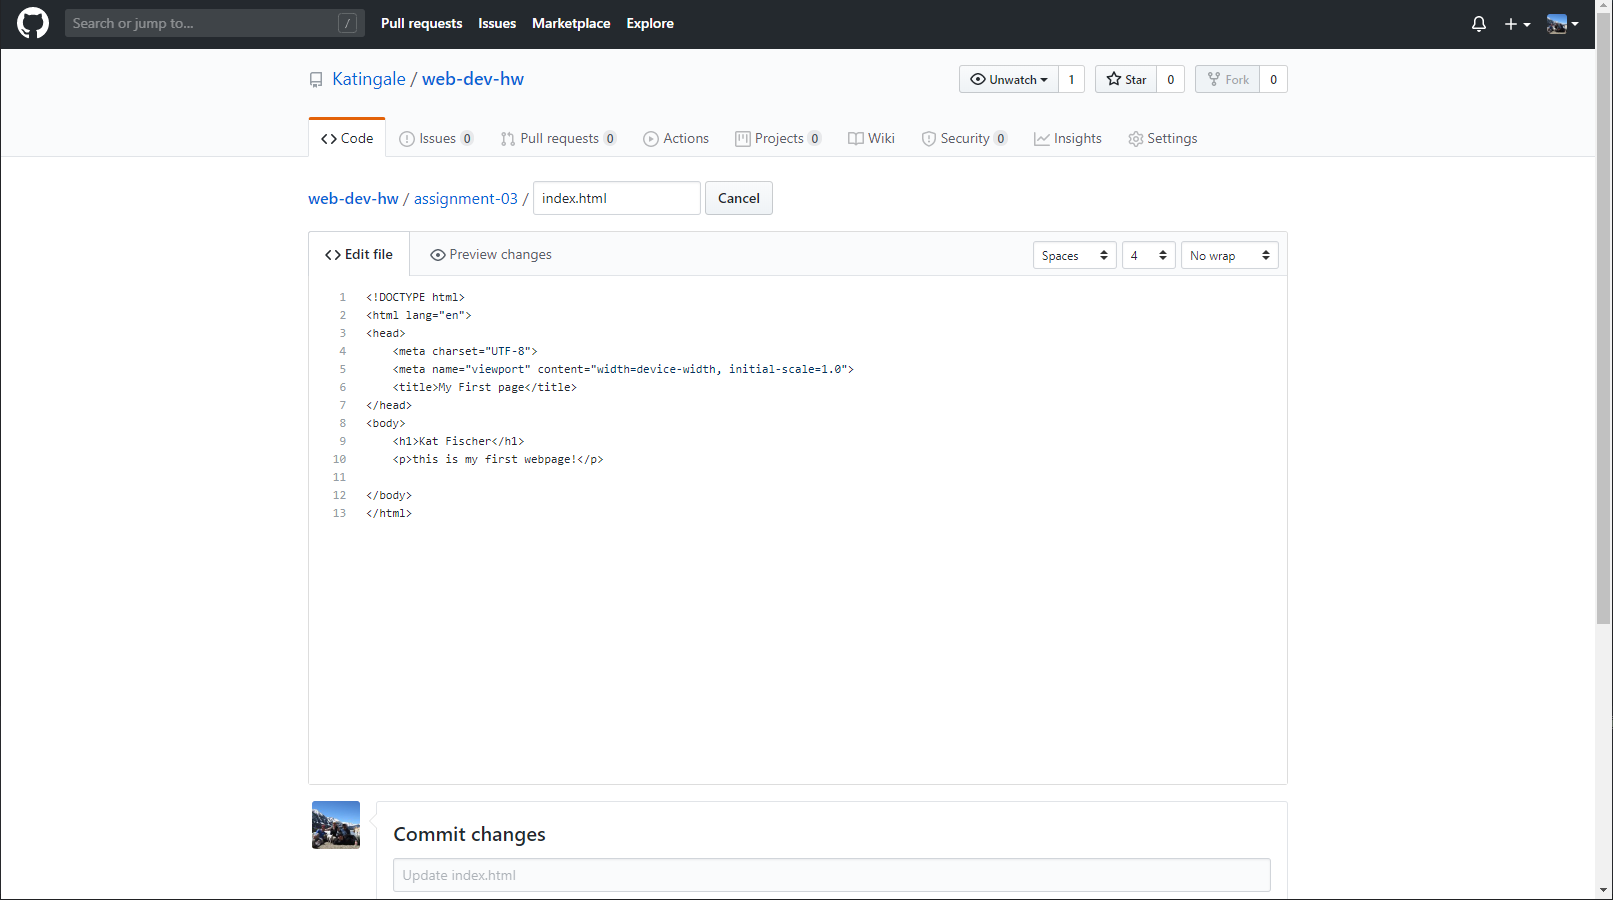 Search or jump to... / Pull requests Issues Marketplace Explore
Katingale / web-dev-hw Unwatch 1 Star 0 Fork 0
Code Issues 0 Pull requests 0 Actions Projects 0 Wiki Security 0 Insights Settings
web-dev-hw / assignment-03 / index.html Cancel
Edit file Preview changes Spaces 4 No wrap
1 <!DOCTYPE html>
2 <html lang="en">
3 <head>
4     <meta charset="UTF-8">
5     <meta name="viewport" content="width=device-width, initial-scale=1.0">
6     <title>My First page</title>
7 </head>
8 <body>
9     <h1>Kat Fischer</h1>
10     <p>this is my first webpage!</p>
11
12 </body>
13 </html>
Commit changes
Update index.html